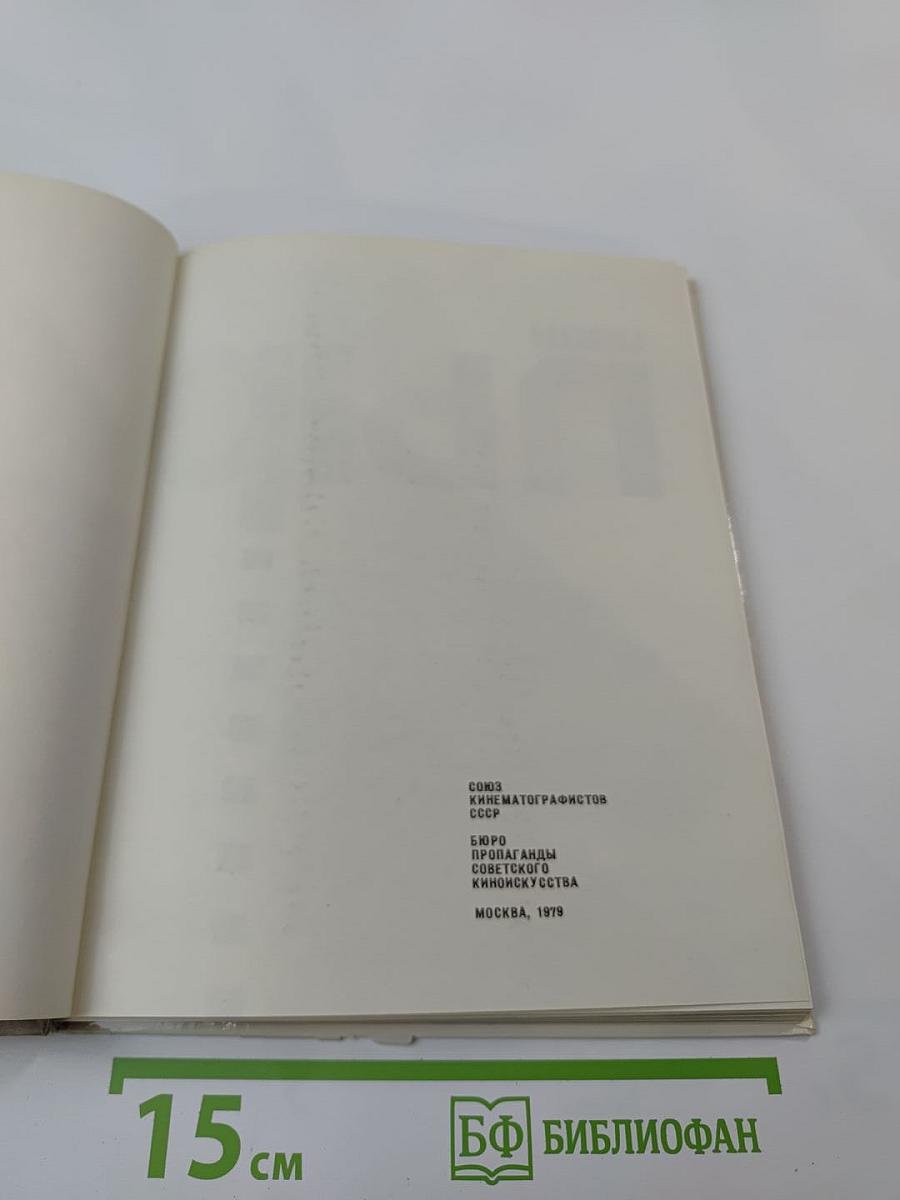 СОЮЗ
КИНЕМАТОГРАФИСТОВ
СССР
БЮРО
ПРОПАГАНДЫ
СОВЕТСКОГО
КИНОИСКУССТВА
МОСКВА, 1979
15 см
БФ БИБЛИОФАН